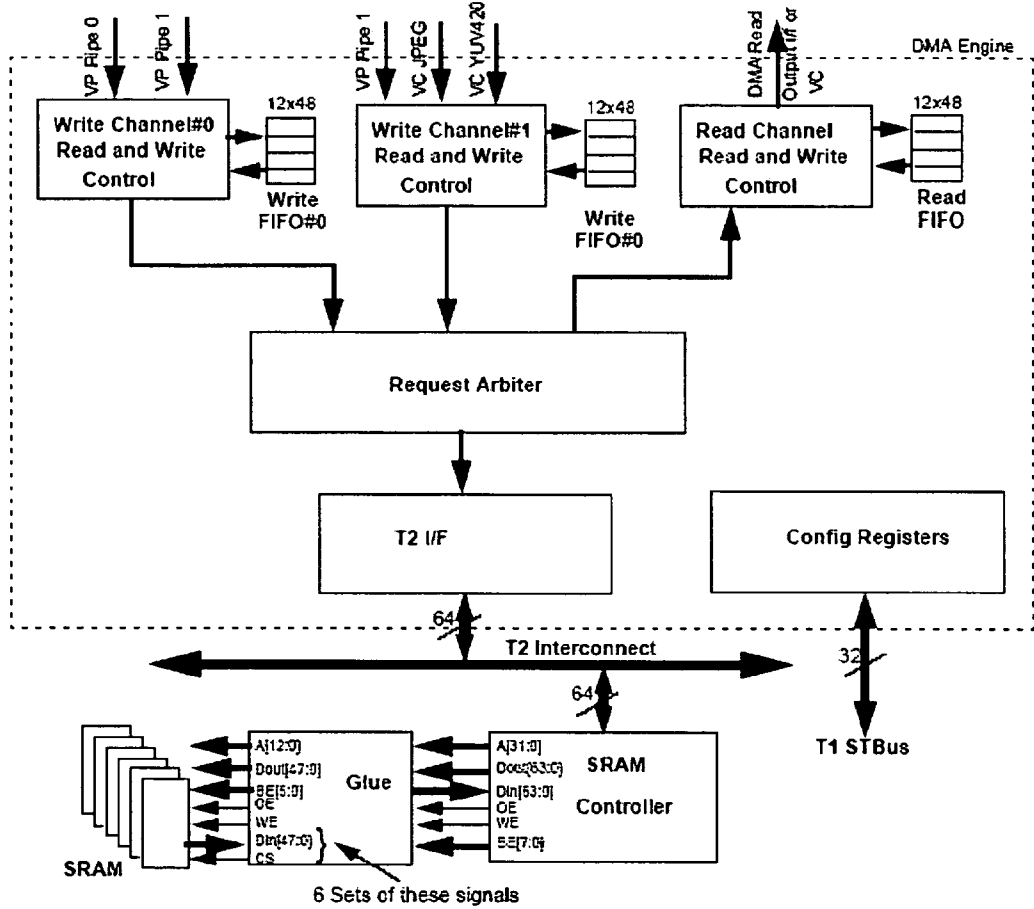 VP Pipe 0
VP Pipe 1
VP Pipe 1
VC JPEG
VC YUV420
DMA Read
Output I/f or
VC
DMA Engine
Write Channel#0
Read and Write
Control
12x48
Write
FIFO#0
Write Channel#1
Read and Write
Control
12x48
Write
FIFO#0
Read Channel
Read and Write
Control
12x48
Read
FIFO
Request Arbiter
T2 I/F
Config Registers
64
T2 Interconnect
32
64
T1 STBus
A[12:0]
Dout[47:0]
BE[5:0]
OE
WE
Din[47:0]
CS
Glue
A[31:0]
Dout[63:0]
Din[63:0]
OE
WE
BE[7:0]
SRAM
Controller
SRAM
6 Sets of these signals